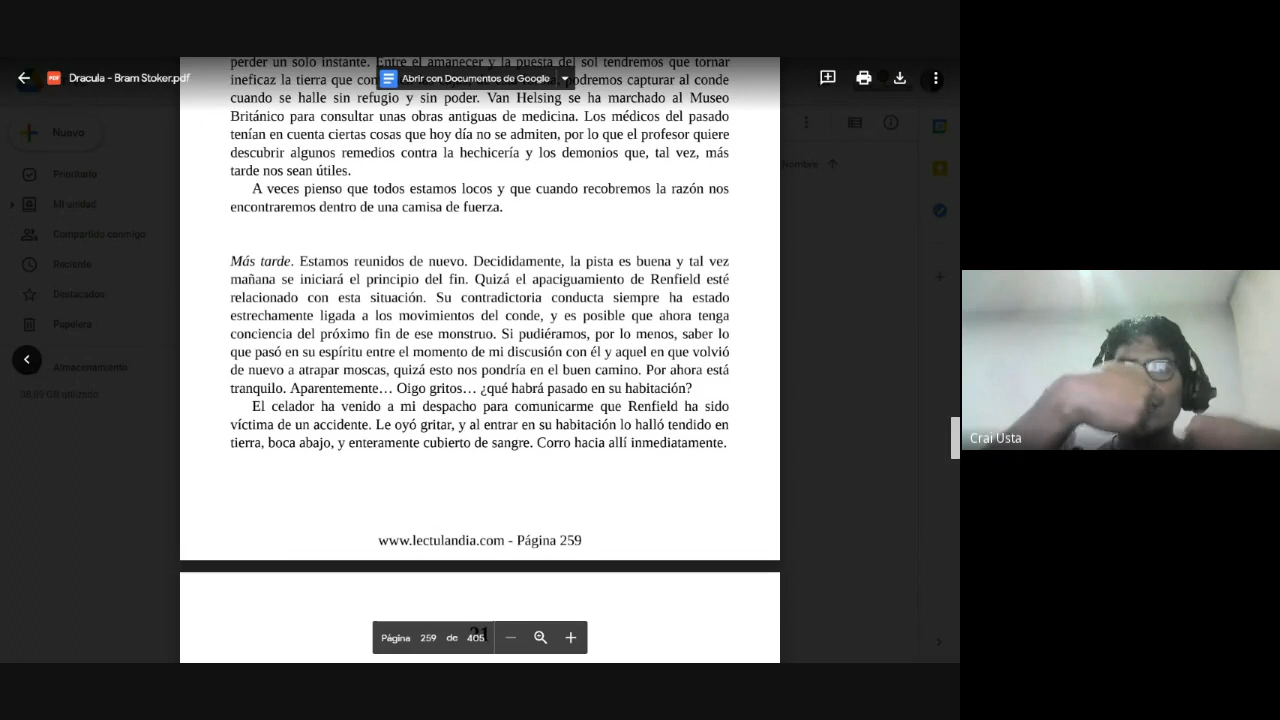 Dracula - Bram Stoker.pdf
Abrir con Documentos de Google
Nuevo
Prioritario
Mi unidad
Compartido conmigo
Reciente
Destacados
Papelera
Almacenamiento
Nombre
perder un solo instante. Entre el amanecer y la puesta del sol tendremos que tornar
ineficaz la tierra que con podremos capturar al conde
cuando se halle sin refugio y sin poder. Van Helsing se ha marchado al Museo
Británico para consultar unas obras antiguas de medicina. Los médicos del pasado
tenían en cuenta ciertas cosas que hoy día no se admiten, por lo que el profesor quiere
descubrir algunos remedios contra la hechicería y los demonios que, tal vez, más
tarde nos sean útiles.
A veces pienso que todos estamos locos y que cuando recobremos la razón nos
encontraremos dentro de una camisa de fuerza.
Más tarde. Estamos reunidos de nuevo. Decididamente, la pista es buena y tal vez
mañana se iniciará el principio del fin. Quizá el apaciguamiento de Renfield esté
relacionado con esta situación. Su contradictoria conducta siempre ha estado
estrechamente ligada a los movimientos del conde, y es posible que ahora tenga
conciencia del próximo fin de ese monstruo. Si pudiéramos, por lo menos, saber lo
que pasó en su espíritu entre el momento de mi discusión con él y aquel en que volvió
de nuevo a atrapar moscas, quizá esto nos pondría en el buen camino. Por ahora está
tranquilo. Aparentemente… Oigo gritos… ¿qué habrá pasado en su habitación?
El celador ha venido a mi despacho para comunicarme que Renfield ha sido
víctima de un accidente. Le oyó gritar, y al entrar en su habitación lo halló tendido en
tierra, boca abajo, y enteramente cubierto de sangre. Corro hacia allí inmediatamente.
www.lectulandia.com - Página 259
21
Página 259 de 405
Crai Usta